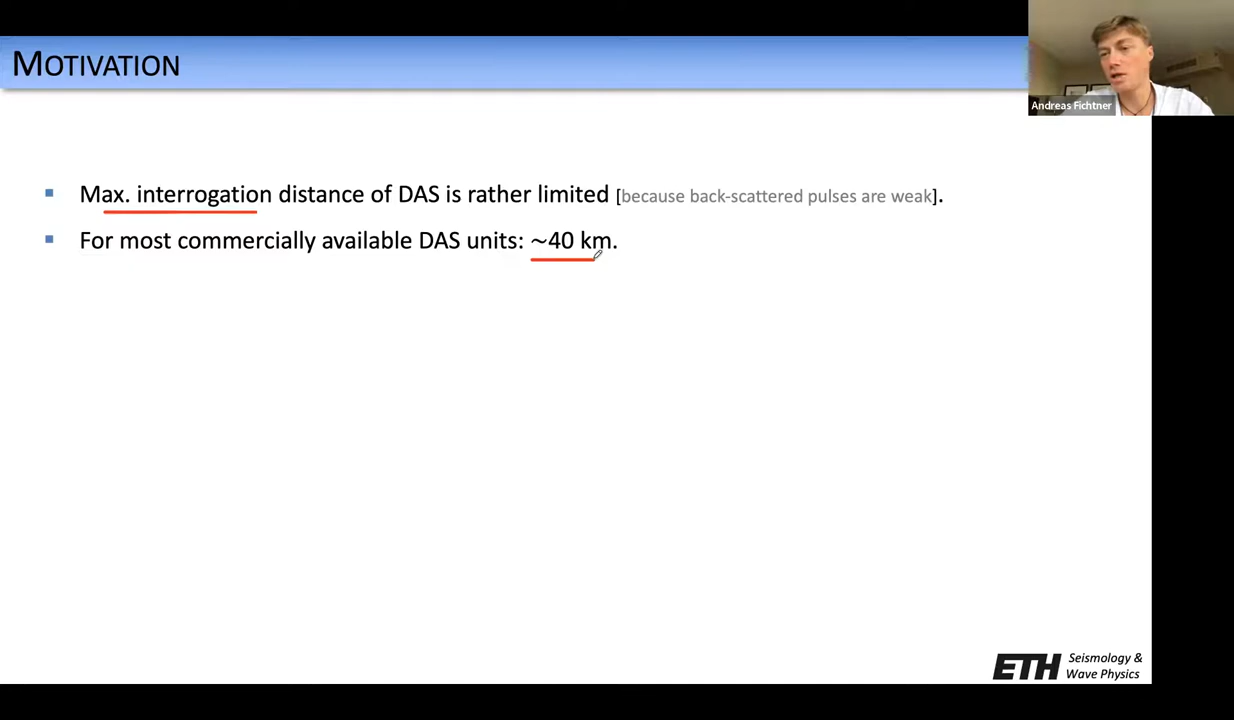 MOTIVATION
Andreas Fichtner
▪ Max. interrogation distance of DAS is rather limited [because back-scattered pulses are weak].
▪ For most commercially available DAS units: ~40 km.
ETH Seismology &
Wave Physics